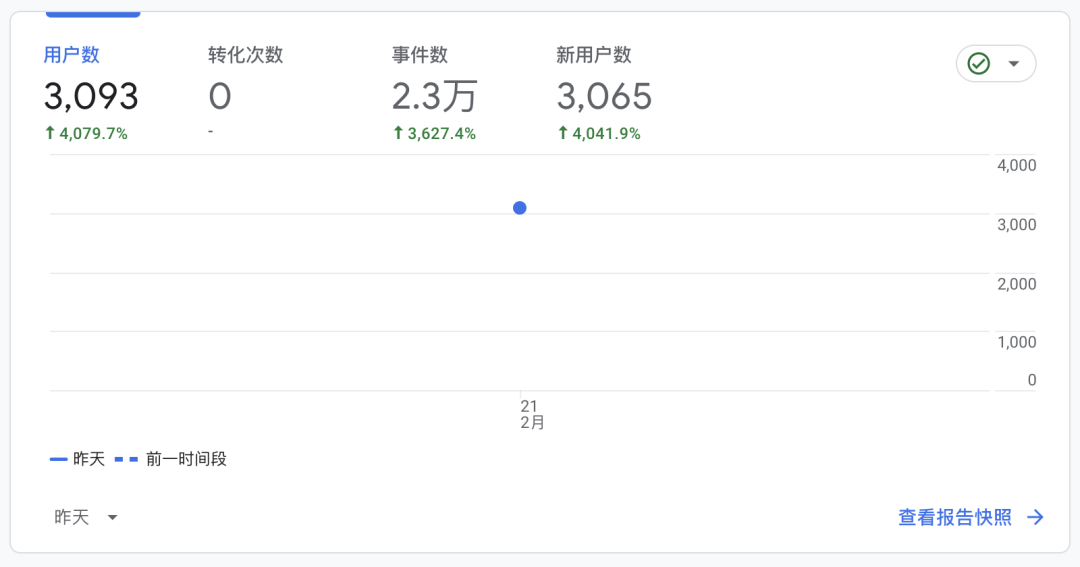 用户数 转化次数 事件数 新用户数
3,093 0 2.3万 3,065
4,079.7% - 3,627.4% 4,041.9%
4,000
3,000
2,000
1,000
0
21
2月
昨天 前一时间段
昨天 查看报告快照